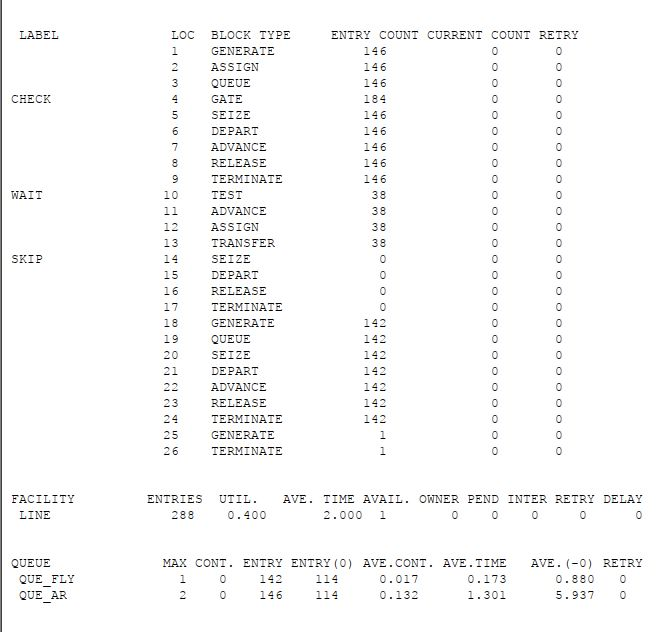 LABEL LOC BLOCK TYPE ENTRY COUNT CURRENT COUNT RETRY
1 GENERATE 146 0 0
2 ASSIGN 146 0 0
3 QUEUE 146 0 0
CHECK 4 GATE 184 0 0
5 SEIZE 146 0 0
6 DEPART 146 0 0
7 ADVANCE 146 0 0
8 RELEASE 146 0 0
9 TERMINATE 146 0 0
WAIT 10 TEST 38 0 0
11 ADVANCE 38 0 0
12 ASSIGN 38 0 0
13 TRANSFER 38 0 0
SKIP 14 SEIZE 0 0 0
15 DEPART 0 0 0
16 RELEASE 0 0 0
17 TERMINATE 0 0 0
18 GENERATE 142 0 0
19 QUEUE 142 0 0
20 SEIZE 142 0 0
21 DEPART 142 0 0
22 ADVANCE 142 0 0
23 RELEASE 142 0 0
24 TERMINATE 142 0 0
25 GENERATE 1 0 0
26 TERMINATE 1 0 0
FACILITY ENTRIES UTIL. AVE. TIME AVAIL. OWNER PEND INTER RETRY DELAY
LINE 288 0.400 2.000 1 0 0 0 0 0
QUEUE MAX CONT. ENTRY ENTRY(0) AVE.CONT. AVE.TIME AVE.(-0) RETRY
QUE_FLY 1 0 142 114 0.017 0.173 0.880 0
QUE_AR 2 0 146 114 0.132 1.301 5.937 0